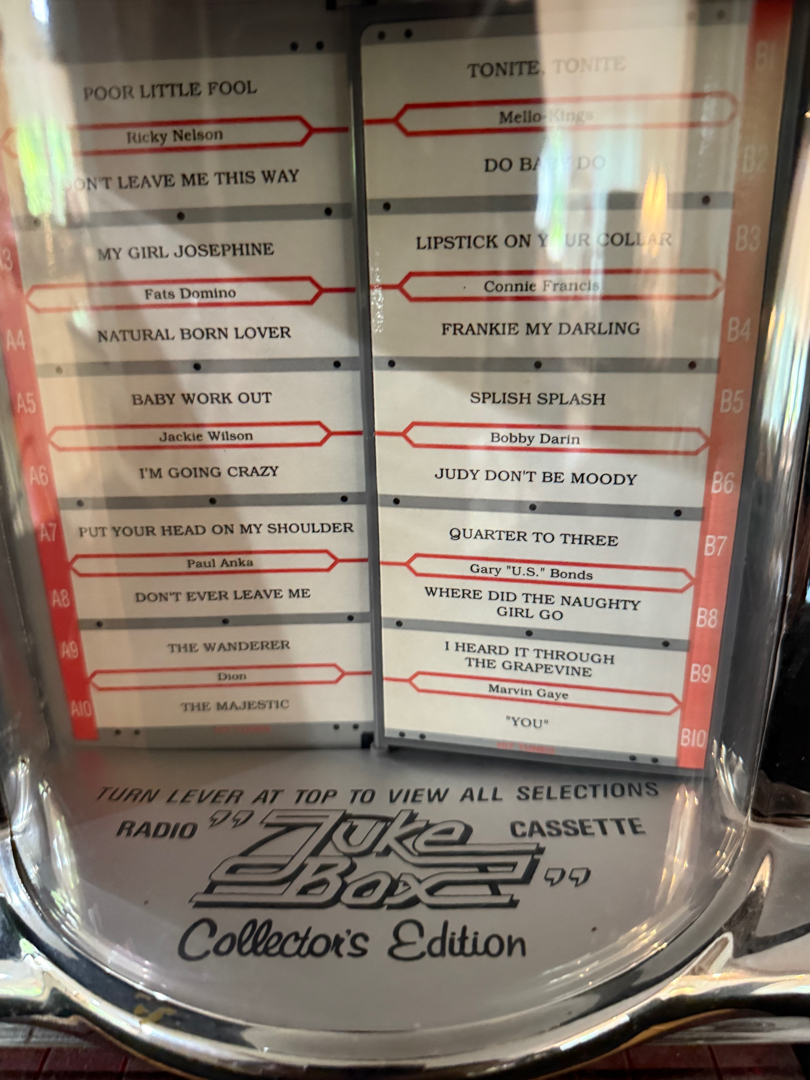 POOR LITTLE FOOL
Ricky Nelson
DON'T LEAVE ME THIS WAY
A3
MY GIRL JOSEPHINE
Fats Domino
A4
NATURAL BORN LOVER
A5
BABY WORK OUT
Jackie Wilson
A6
I'M GOING CRAZY
A7
PUT YOUR HEAD ON MY SHOULDER
Paul Anka
A8
DON'T EVER LEAVE ME
A9
THE WANDERER
Dion
A10
THE MAJESTIC
TONITE, TONITE
B1
Mello-Kings
DO BABY DO
B2
LIPSTICK ON YOUR COLLAR
B3
Connie Francis
FRANKIE MY DARLING
B4
SPLISH SPLASH
B5
Bobby Darin
JUDY DON'T BE MOODY
B6
QUARTER TO THREE
B7
Gary "U.S." Bonds
WHERE DID THE NAUGHTY
GIRL GO
B8
I HEARD IT THROUGH
THE GRAPEVINE
B9
Marvin Gaye
"YOU"
B10
TURN LEVER AT TOP TO VIEW ALL SELECTIONS
RADIO "Juke Box" CASSETTE
Collector's Edition